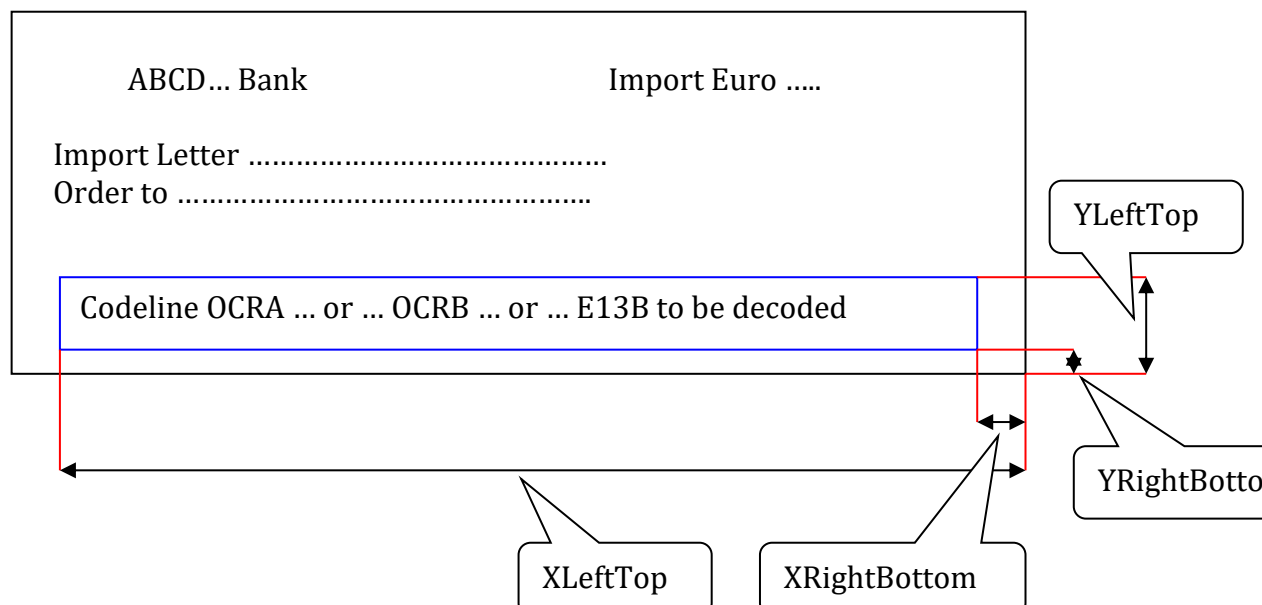 ABCD... Bank Import Euro .....
Import Letter ..............................................
Order to .....................................................
YLeftTop
Codeline OCRA ... or ... OCRB ... or ... E13B to be decoded
YRightBotto
XLeftTop XRightBottom